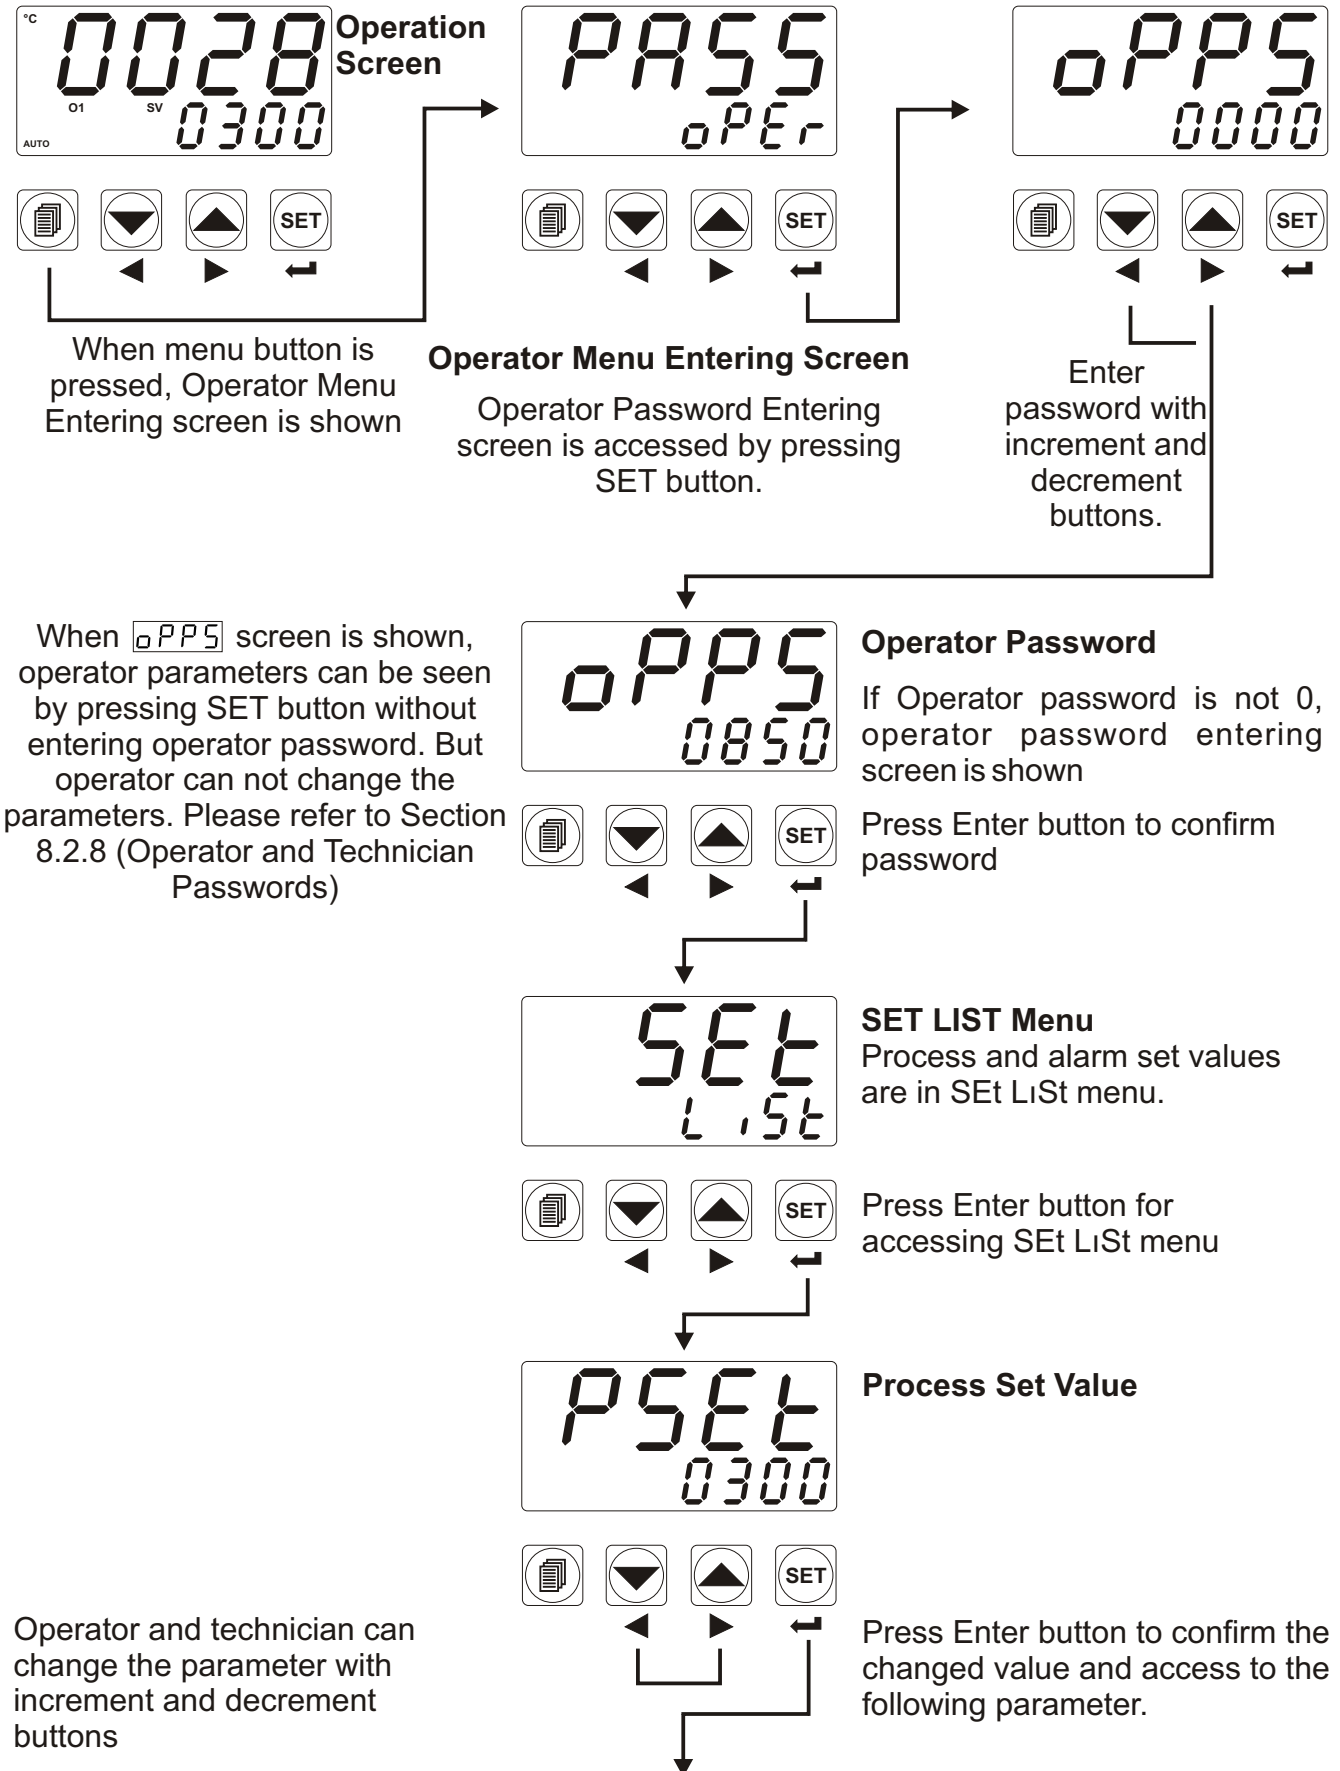 °C
0028
Operation
Screen
O1
SV
0300
AUTO
SET
PASS
oPEr
SET
oPPS
0000
SET
When menu button is
pressed, Operator Menu
Entering screen is shown
Operator Menu Entering Screen
Operator Password Entering
screen is accessed by pressing
SET button.
Enter
password with
increment and
decrement
buttons.
When oPPS screen is shown,
operator parameters can be seen
by pressing SET button without
entering operator password. But
operator can not change the
parameters. Please refer to Section
8.2.8 (Operator and Technician
Passwords)
oPPS
0850
SET
Operator Password
If Operator password is not 0,
operator password entering
screen is shown
Press Enter button to confirm
password
SEt
LıSt
SET
SET LIST Menu
Process and alarm set values
are in SEt LıSt menu.
Press Enter button for
accessing SEt LıSt menu
PSEt
0300
SET
Process Set Value
Operator and technician can
change the parameter with
increment and decrement
buttons
Press Enter button to confirm the
changed value and access to the
following parameter.